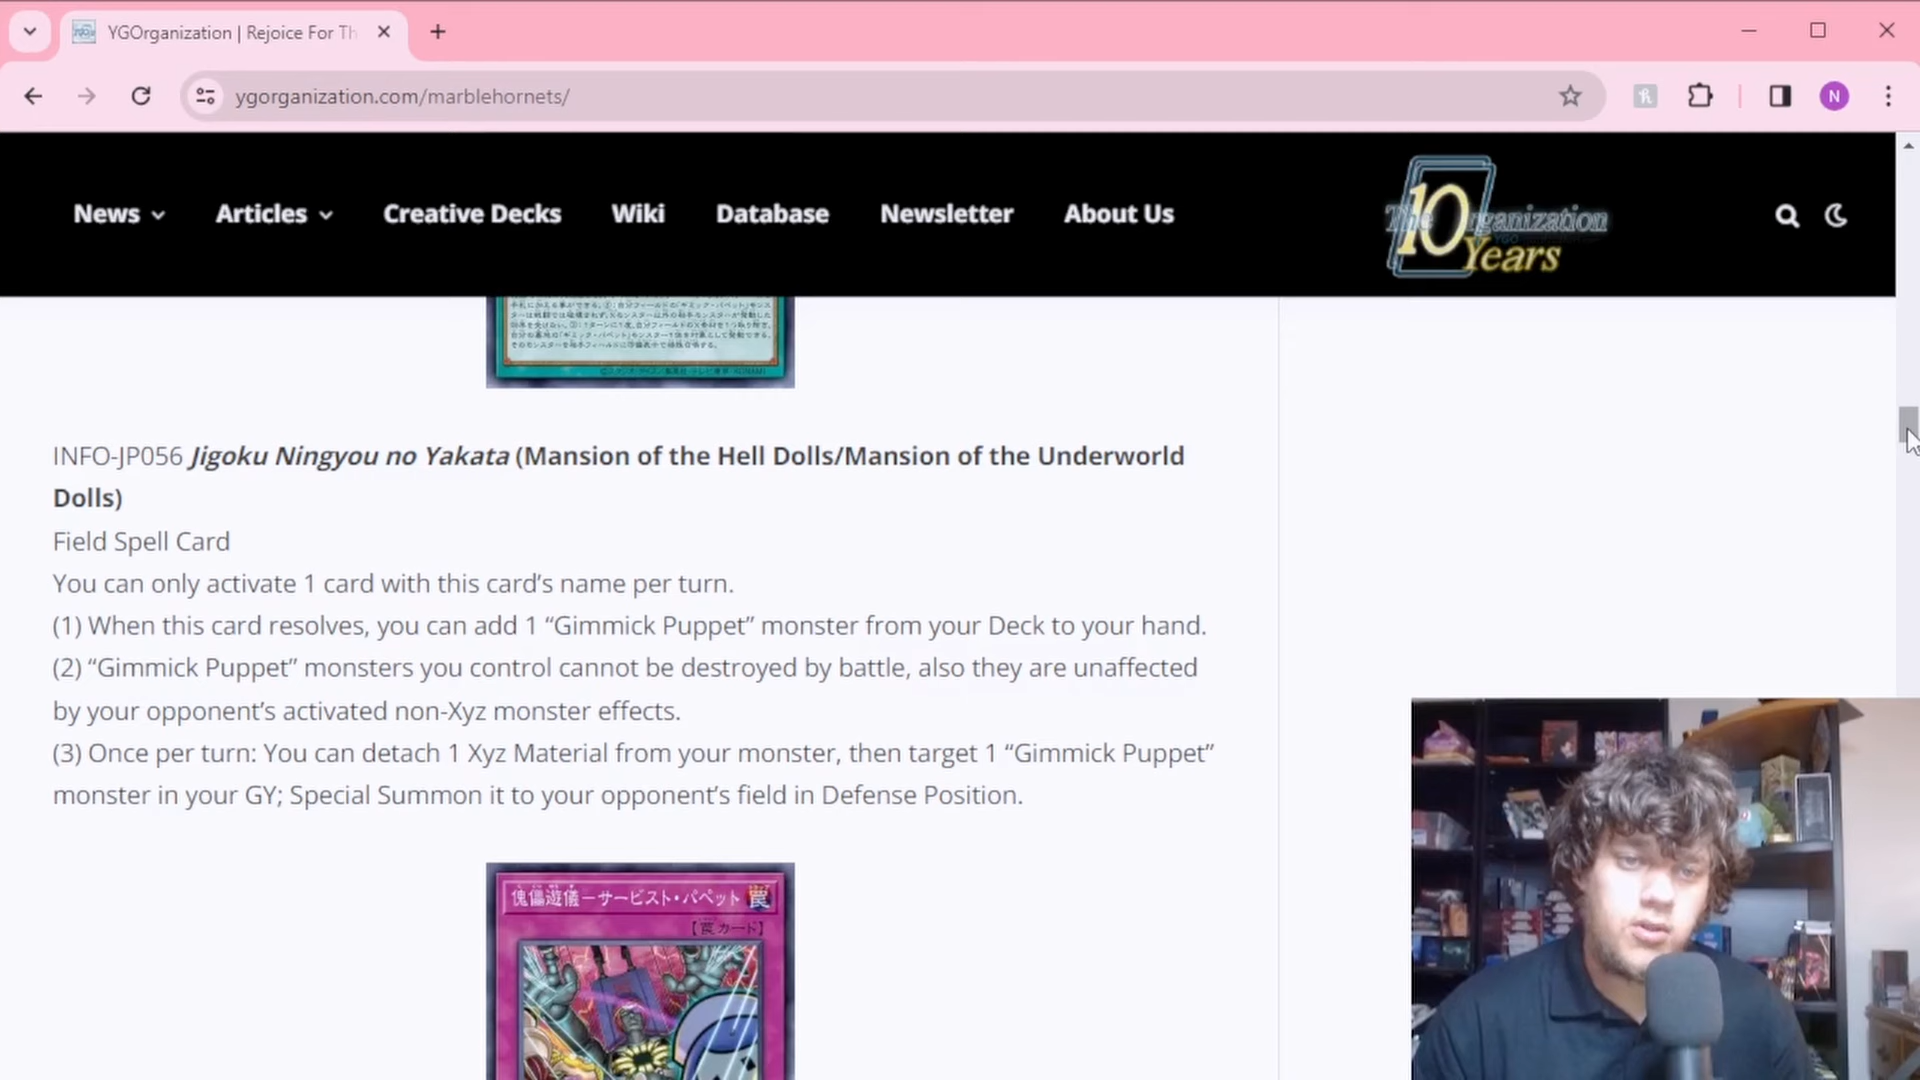 YGOrganization | Rejoice For Th
ygorganization.com/marblehornets/
N
News
Articles
Creative Decks
Wiki
Database
Newsletter
About Us
The 10 Organization
Years
INFO-JP056 Jigoku Ningyou no Yakata (Mansion of the Hell Dolls/Mansion of the Underworld
Dolls)
Field Spell Card
You can only activate 1 card with this card’s name per turn.
(1) When this card resolves, you can add 1 “Gimmick Puppet” monster from your Deck to your hand.
(2) “Gimmick Puppet” monsters you control cannot be destroyed by battle, also they are unaffected
by your opponent’s activated non-Xyz monster effects.
(3) Once per turn: You can detach 1 Xyz Material from your monster, then target 1 “Gimmick Puppet”
monster in your GY; Special Summon it to your opponent’s field in Defense Position.
傀儡遊儀－サービスト・パペット 罠
【罠カード】